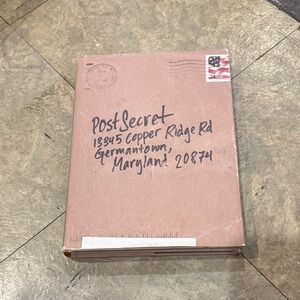 PostSecret
13345 Copper Ridge Rd
Germantown,
Maryland 20874